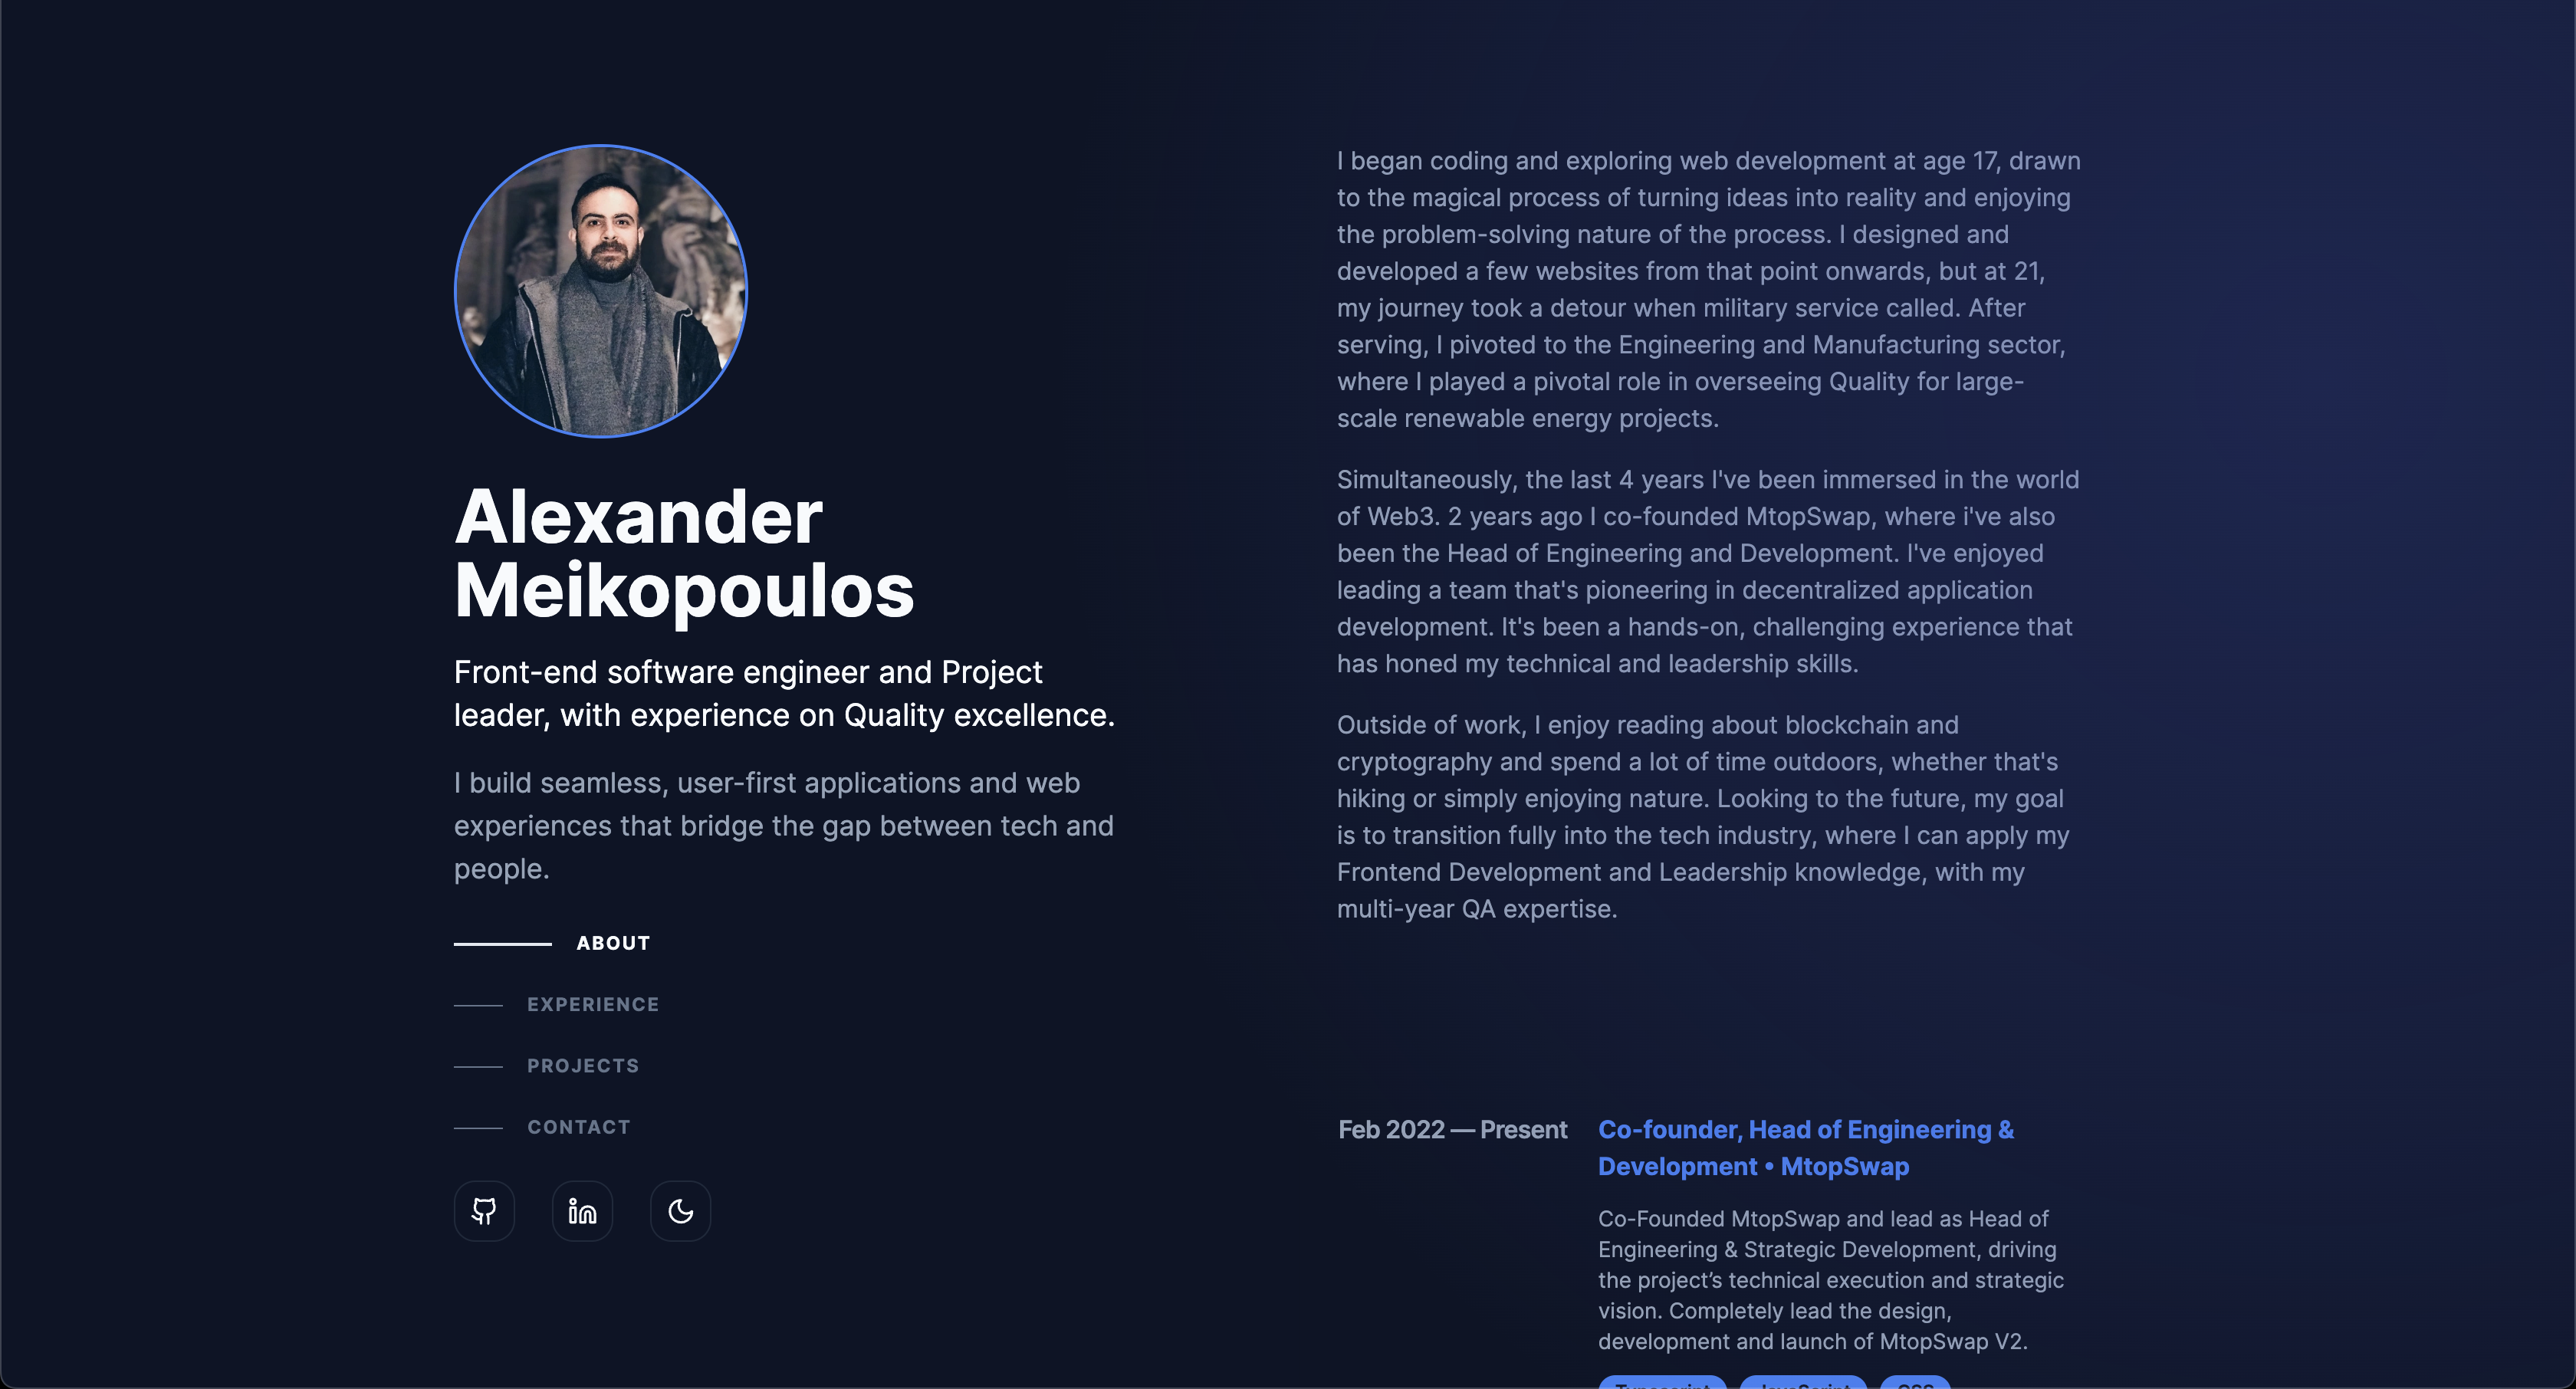 Alexander
Meikopoulos
Front-end software engineer and Project
leader, with experience on Quality excellence.
I build seamless, user-first applications and web
experiences that bridge the gap between tech and
people.
ABOUT
EXPERIENCE
PROJECTS
CONTACT
I began coding and exploring web development at age 17, drawn
to the magical process of turning ideas into reality and enjoying
the problem-solving nature of the process. I designed and
developed a few websites from that point onwards, but at 21,
my journey took a detour when military service called. After
serving, I pivoted to the Engineering and Manufacturing sector,
where I played a pivotal role in overseeing Quality for large-
scale renewable energy projects.
Simultaneously, the last 4 years I've been immersed in the world
of Web3. 2 years ago I co-founded MtopSwap, where i've also
been the Head of Engineering and Development. I've enjoyed
leading a team that's pioneering in decentralized application
development. It's been a hands-on, challenging experience that
has honed my technical and leadership skills.
Outside of work, I enjoy reading about blockchain and
cryptography and spend a lot of time outdoors, whether that's
hiking or simply enjoying nature. Looking to the future, my goal
is to transition fully into the tech industry, where I can apply my
Frontend Development and Leadership knowledge, with my
multi-year QA expertise.
Feb 2022 — Present
Co-founder, Head of Engineering &
Development • MtopSwap
Co-Founded MtopSwap and lead as Head of
Engineering & Strategic Development, driving
the project’s technical execution and strategic
vision. Completely lead the design,
development and launch of MtopSwap V2.
Typescript JavaScript CSS